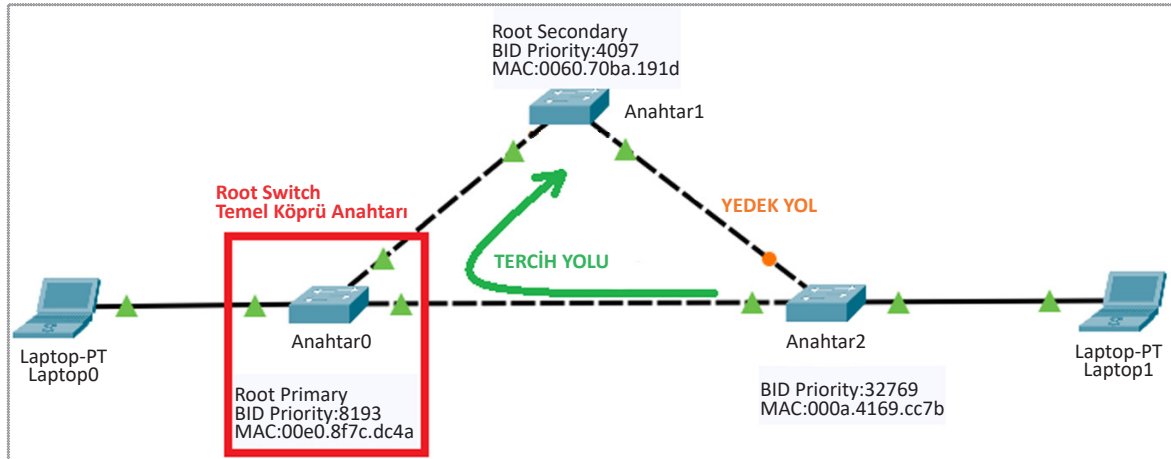 Root Secondary
BID Priority:4097
MAC:0060.70ba.191d
Anahtar1
Root Switch
Temel Köprü Anahtarı
YEDEK YOL
TERCİH YOLU
Laptop-PT
Laptop0
Anahtar0
Anahtar2
Laptop-PT
Laptop1
Root Primary
BID Priority:8193
MAC:00e0.8f7c.dc4a
BID Priority:32769
MAC:000a.4169.cc7b